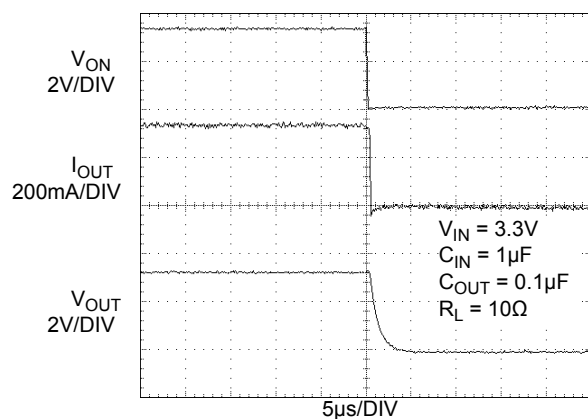 V_ON
2V/DIV
I_OUT
200mA/DIV
V_OUT
2V/DIV
V_IN = 3.3V
C_IN = 1µF
C_OUT = 0.1µF
R_L = 10Ω
5µs/DIV